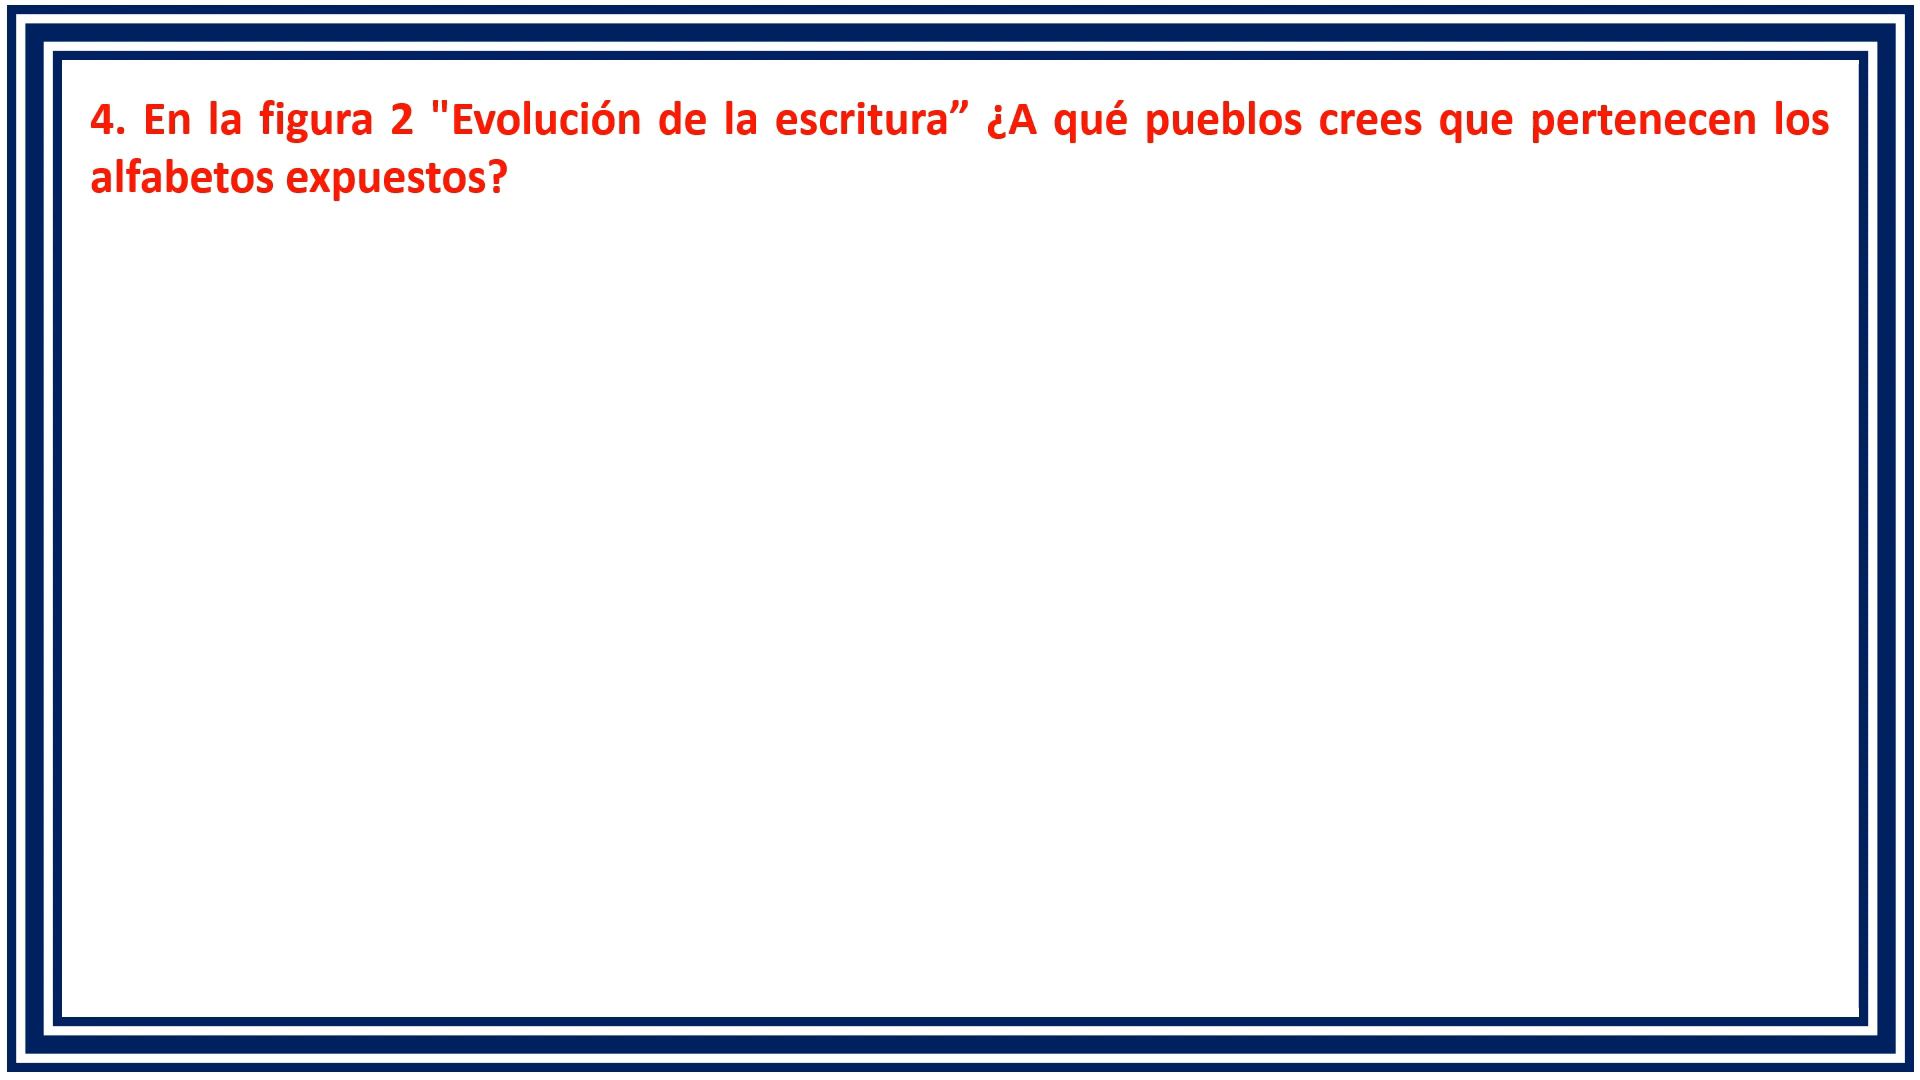 4. En la figura 2 "Evolución de la escritura” ¿A qué pueblos crees que pertenecen los
alfabetos expuestos?